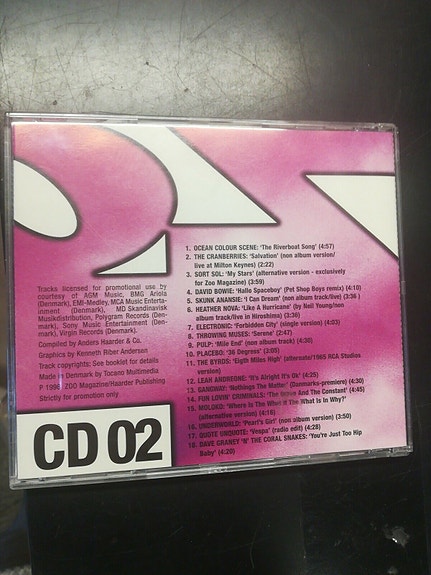 1. OCEAN COLOUR SCENE: 'The Riverboat Song' (4:57)
2. THE CRANBERRIES: 'Salvation' (non album version/
live at Milton Keynes) (2:22)
3. SORT SOL: 'My Stars' (alternative version - exclusively
for Zoo Magazine) (3:59)
4. DAVID BOWIE: 'Hallo Spaceboy' (Pet Shop Boys remix) (4:10)
5. SKUNK ANANSIE: 'I Can Dream' (non album track/live) (3:36 )
6. HEATHER NOVA: 'Like A Hurricane' (by Neil Young/non
album track/live in Hiroshima) (3:36)
7. ELECTRONIC: 'Forbidden City' (single version) (4:03)
8. THROWING MUSES: 'Serene' (2:47)
9. PULP: 'Mile End' (non album track) (4:30)
10. PLACEBO: '36 Degrees' (3:05)
11. THE BYRDS: 'Eigth Miles High' (alternate/1965 RCA Studios
version)
12. LEAH ANDREONE: 'It's Alright It's Ok' (4:25)
13. GANGWAY: 'Nothings The Matter' (Danmarks-premiere) (4:30)
14. FUN LOVIN' CRIMINALS: 'The Grave And The Constant' (4:45)
15. MOLOKO: 'Where Is The What If The What Is In Why?'
(alternative version) (4:16)
16. UNDERWORLD: 'Pearl's Girl' (non album version) (3:50)
17. QUOTE UNQUOTE: 'Vespa' (radio edit) (4:28)
18. DAVE GRANEY 'N' THE CORAL SNAKES: 'You're Just Too Hip
Baby' (4:20)
Tracks licensed for promotional use by
courtesy of AGM Music, BMG Ariola
(Denmark), EMI-Medley, MCA Music Enterta-
inment (Denmark), MD Skandinavisk
Musikdistribution, Polygram Records (Den-
mark), Sony Music Entertainment (Den-
mark), Virgin Records (Denmark).
Compiled by Anders Haarder & Co.
Graphics by Kenneth Riber Andersen
Track copyrights: See booklet for details
Made in Denmark by Tocano Multimedia
P 1996 ZOO Magazine/Haarder Publishing
Strictly for promotion only
CD 02